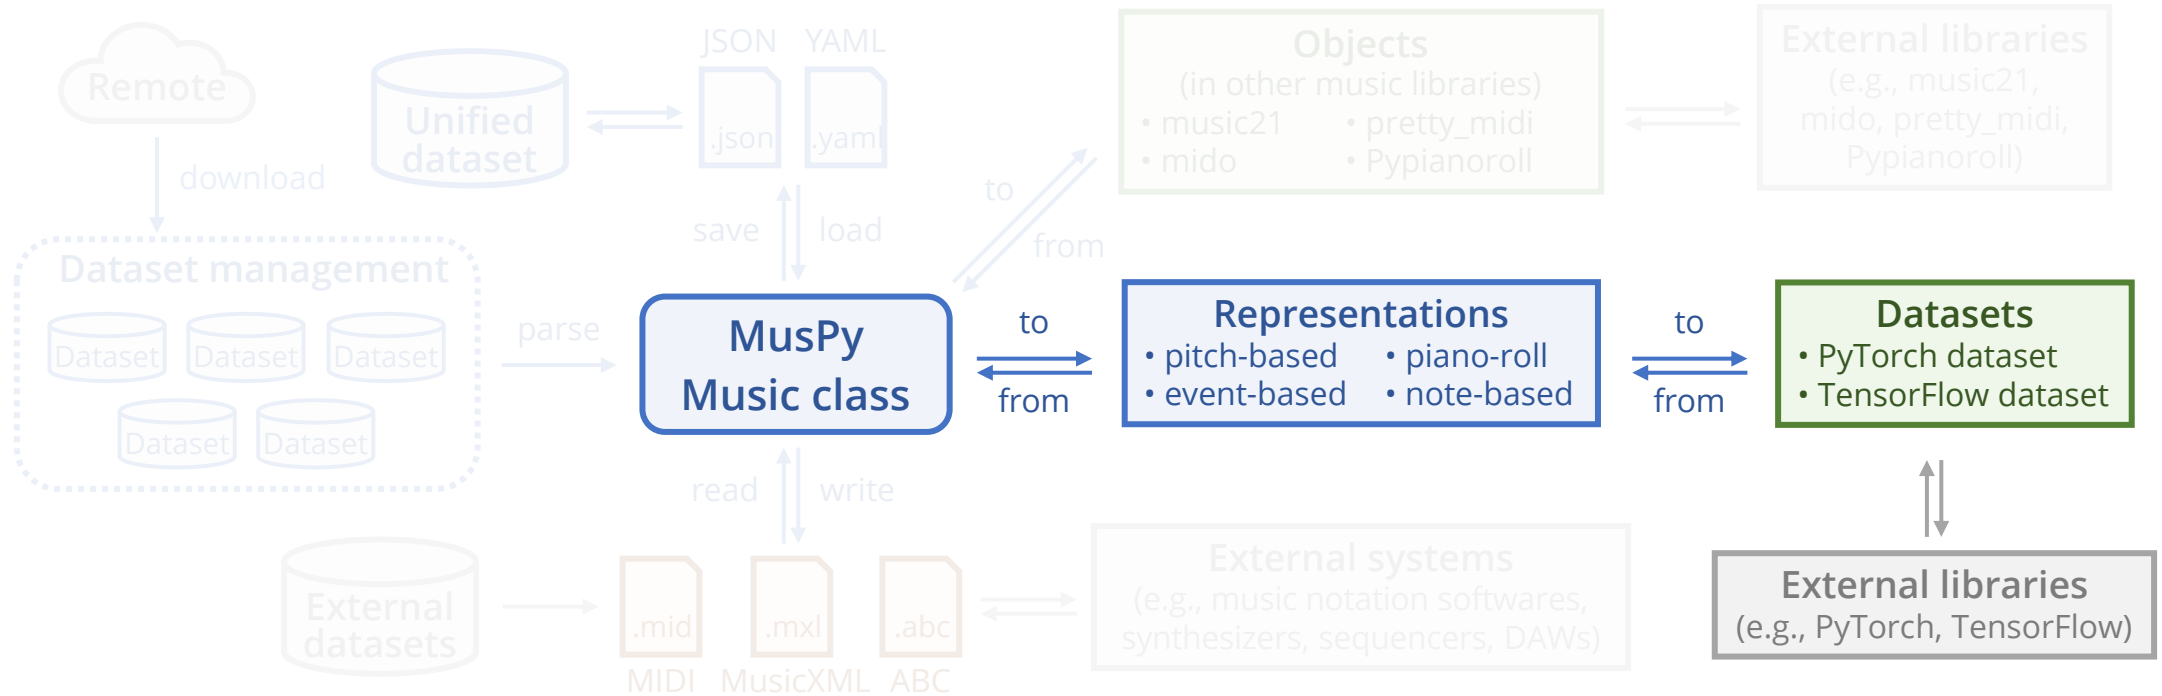 Remote
download
Unified
dataset
JSON YAML
.json .yaml
save load
Objects
(in other music libraries)
• music21 • pretty_midi
• mido • Pypianoroll
to
from
External libraries
(e.g., music21,
mido, pretty_midi,
Pypianoroll)
Dataset management
Dataset Dataset Dataset
Dataset Dataset
parse
MusPy
Music class
to
from
Representations
• pitch-based • piano-roll
• event-based • note-based
to
from
Datasets
• PyTorch dataset
• TensorFlow dataset
read write
External
datasets
.mid .mxl .abc
MIDI MusicXML ABC
External systems
(e.g., music notation softwares,
synthesizers, sequencers, DAWs)
External libraries
(e.g., PyTorch, TensorFlow)